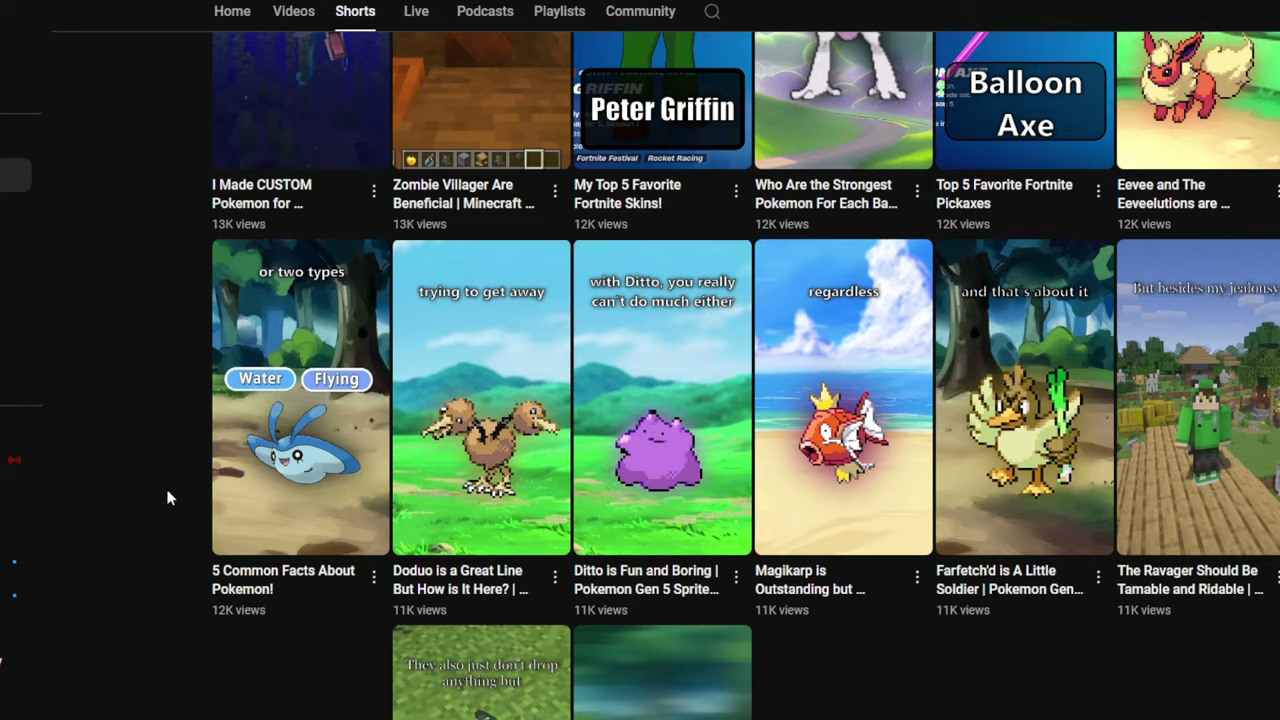 Home Videos Shorts Live Podcasts Playlists Community
Peter Griffin
Fortnite Festival Rocket Racing
Balloon
Axe
I Made CUSTOM
Pokemon for ...
13K views
Zombie Villager Are
Beneficial | Minecraft ...
13K views
My Top 5 Favorite
Fortnite Skins!
12K views
Who Are the Strongest
Pokemon For Each Ba...
12K views
Top 5 Favorite Fortnite
Pickaxes
12K views
Eevee and The
Eeveelutions are ...
12K views
or two types
Water Flying
trying to get away
with Ditto, you really
can't do much either
regardless
and that's about it
But besides my jealousy
5 Common Facts About
Pokemon!
12K views
Doduo is a Great Line
But How is It Here? | ...
11K views
Ditto is Fun and Boring |
Pokemon Gen 5 Sprite...
11K views
Magikarp is
Outstanding but ...
11K views
Farfetch'd is A Little
Soldier | Pokemon Gen...
11K views
The Ravager Should Be
Tamable and Ridable | ...
11K views
They also just don't drop
anything but